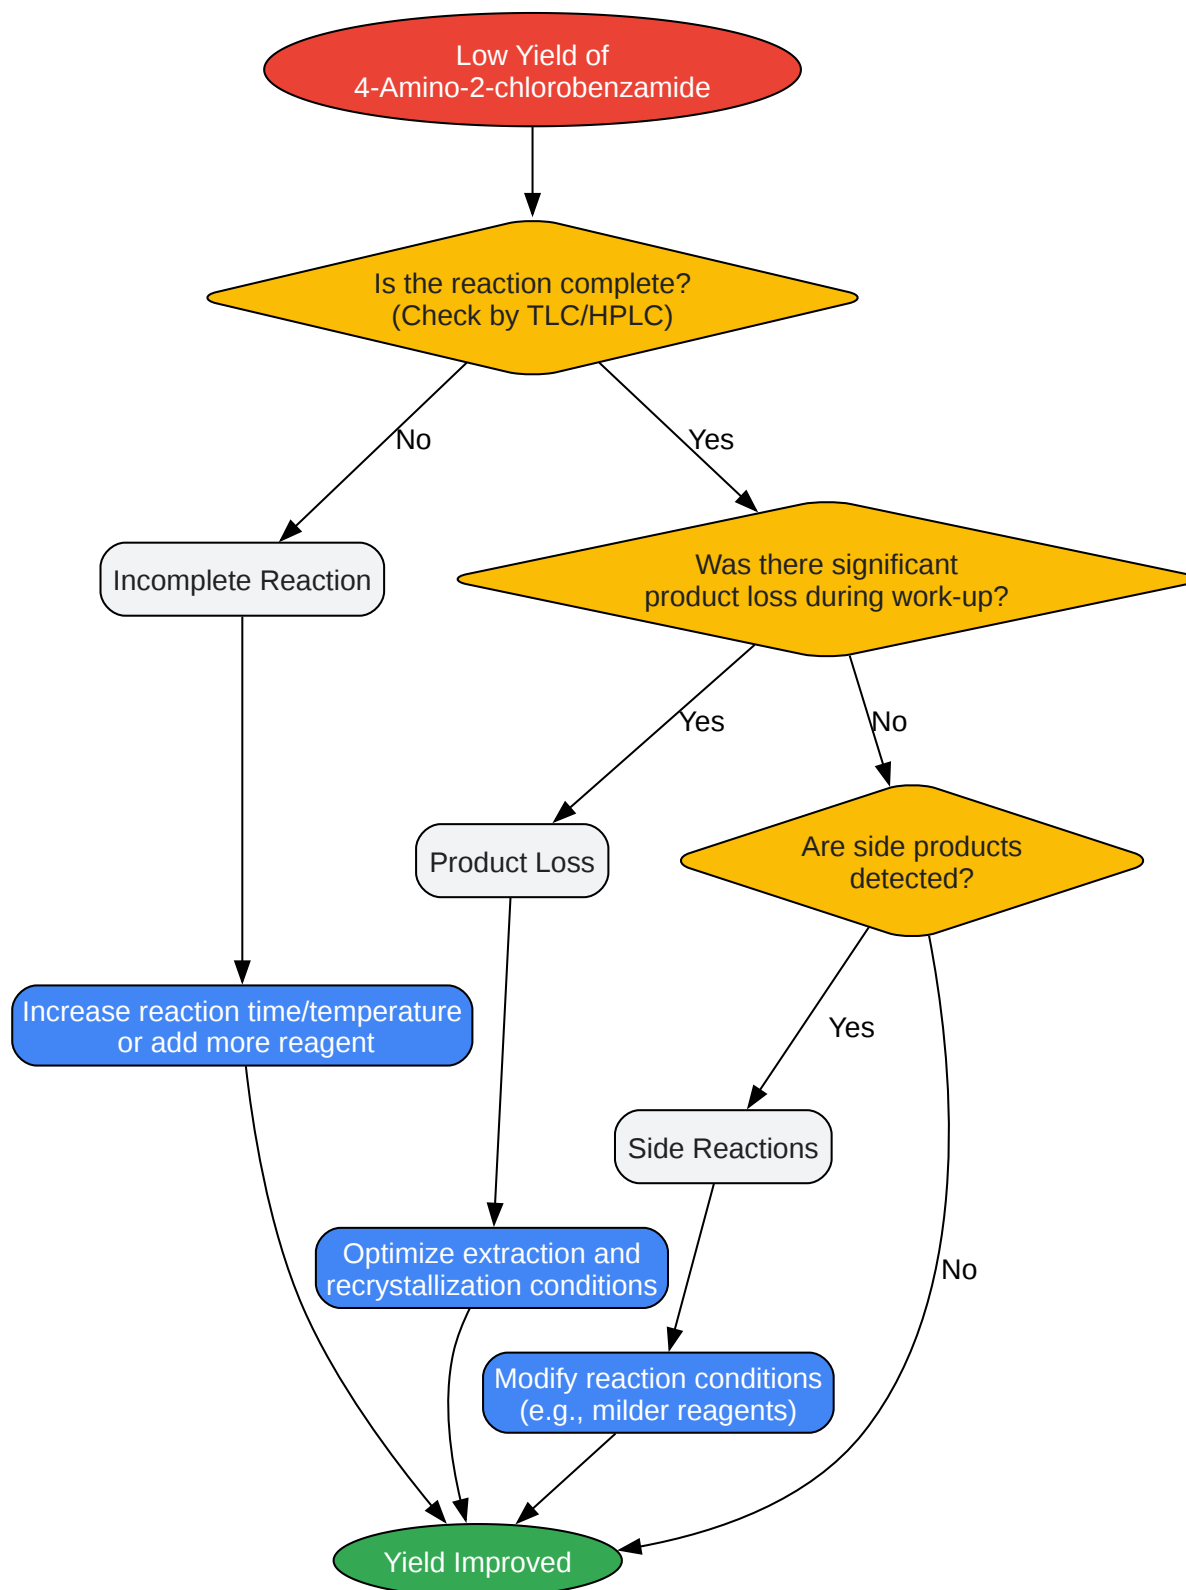 Low Yield of
4-Amino-2-chlorobenzamide
Is the reaction complete?
(Check by TLC/HPLC)
No
Yes
Incomplete Reaction
Was there significant
product loss during work-up?
Yes
No
Product Loss
Are side products
detected?
Increase reaction time/temperature
or add more reagent
Yes
Side Reactions
Optimize extraction and
recrystallization conditions
No
Modify reaction conditions
(e.g., milder reagents)
Yield Improved